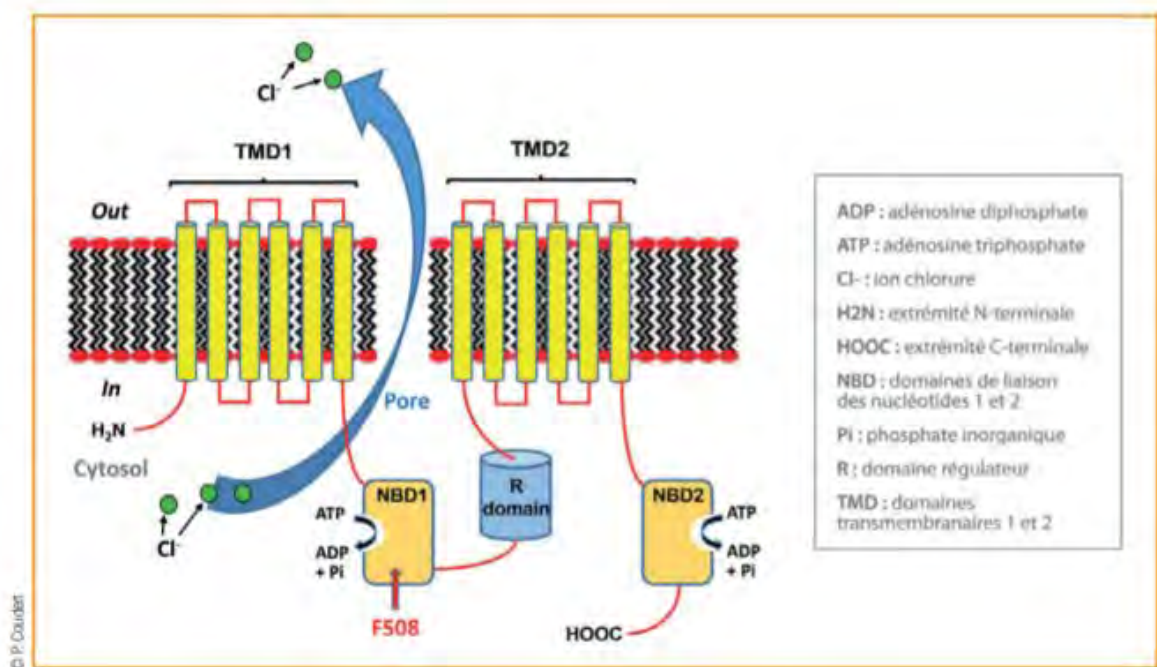 Cl-
TMD1
TMD2
Out
In
H2N
Cytosol
Pore
Cl-
NBD1
ATP
ADP
+ Pi
F508
R
domain
NBD2
ATP
ADP
+ Pi
HOOC
ADP : adénosine diphosphate
ATP : adénosine triphosphate
Cl- : ion chlorure
H2N : extrémité N-terminale
HOOC : extrémité C-terminale
NBD : domaines de liaison
des nucléotides 1 et 2
Pi : phosphate inorganique
R : domaine régulateur
TMD : domaines
transmembranaires 1 et 2
© P. Coudert